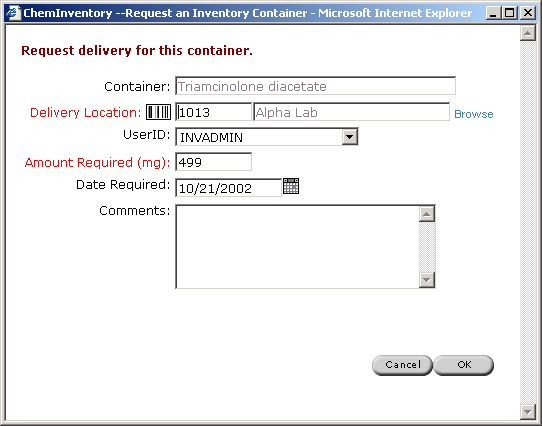 ChemInventory --Request an Inventory Container - Microsoft Internet Explorer
Request delivery for this container.
Container: Triamcinolone diacetate
Delivery Location: 1013 Alpha Lab Browse
UserID: INVADMIN
Amount Required (mg): 499
Date Required: 10/21/2002
Comments:
Cancel OK